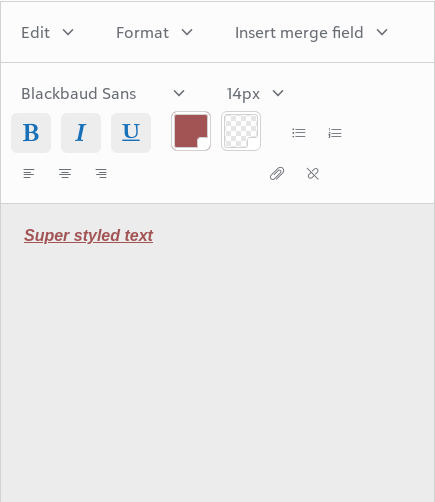 Edit Format Insert merge field
Blackbaud Sans 14px
B I U
Super styled text